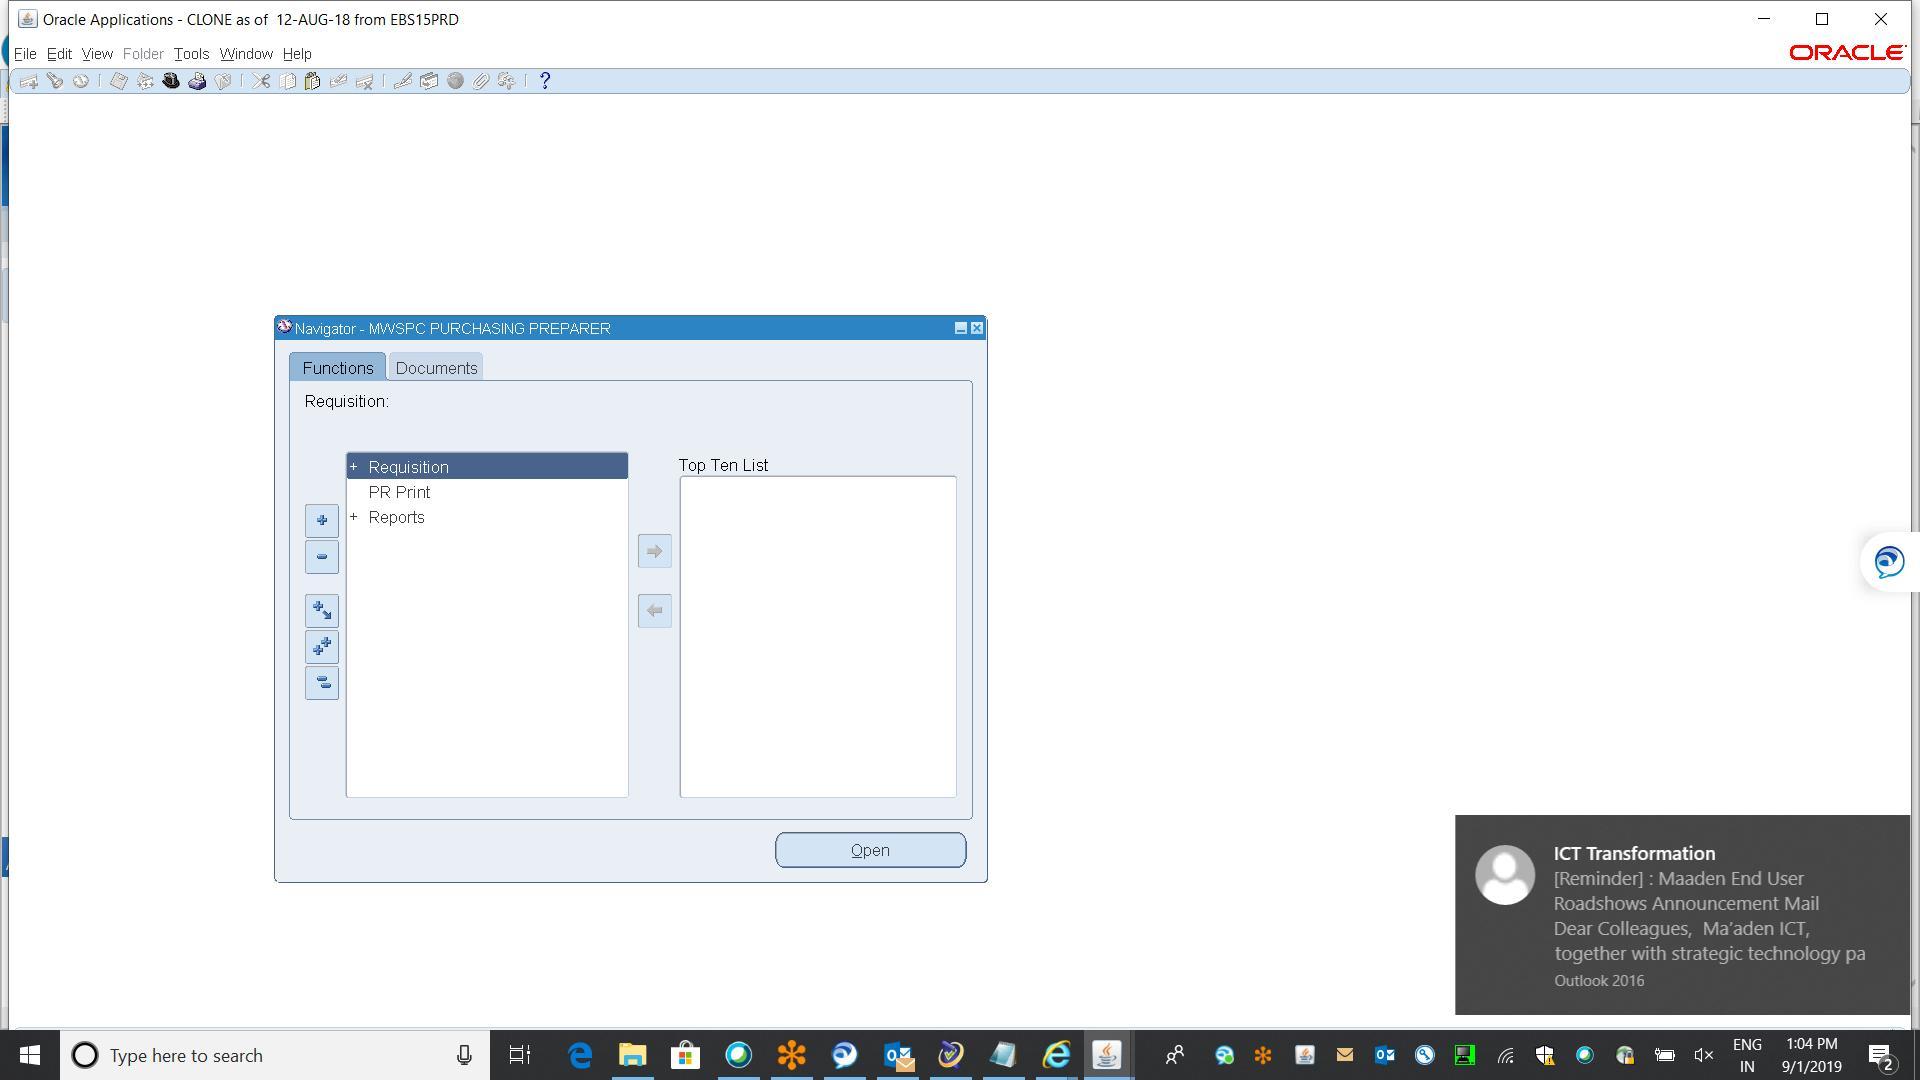 Oracle Applications - CLONE as of  12-AUG-18 from EBS15PRD
File Edit View Folder Tools Window Help
ORACLE
?
Navigator - MWSPC PURCHASING PREPARER
Functions Documents
Requisition:
+ Requisition
PR Print
+ Reports
Top Ten List
Open
ICT Transformation
[Reminder] : Maaden End User
Roadshows Announcement Mail
Dear Colleagues,  Ma'aden ICT,
together with strategic technology pa
Outlook 2016
Type here to search
ENG
IN
1:04 PM
9/1/2019
2